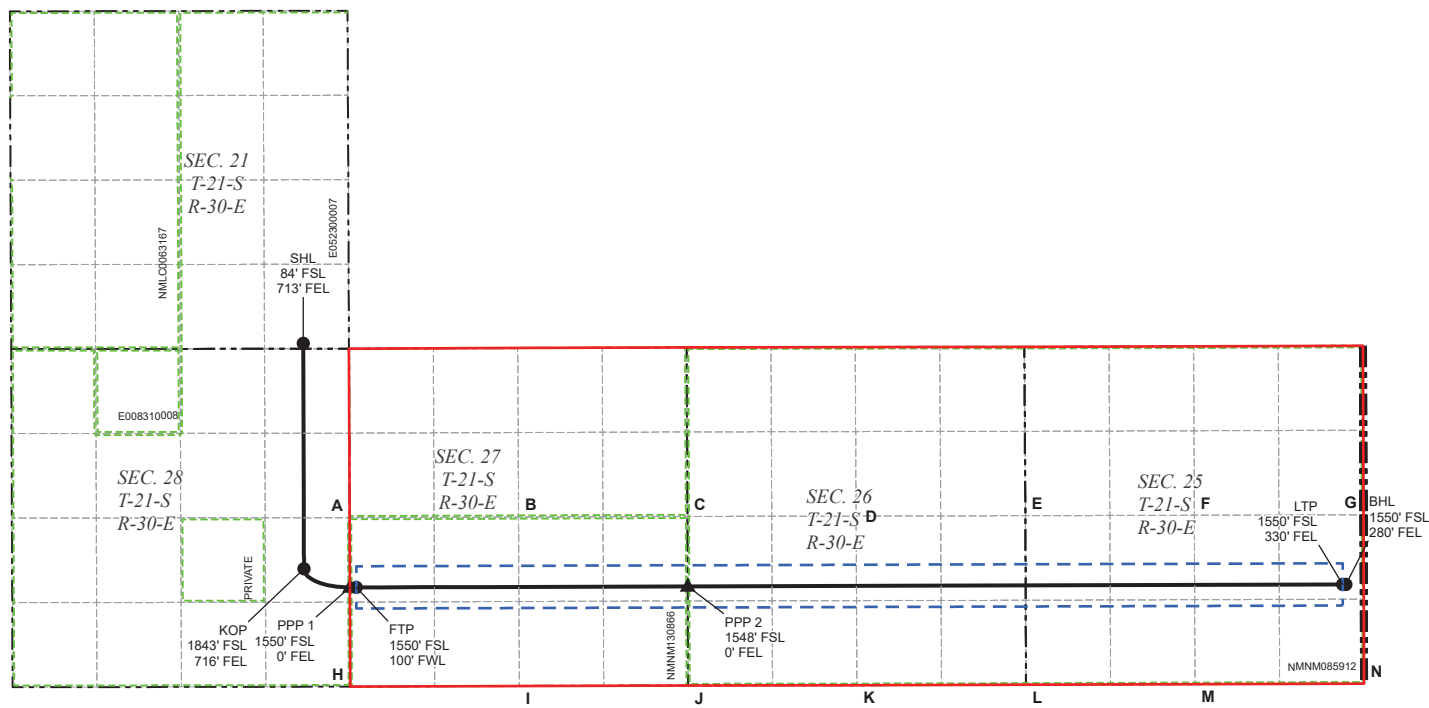 SEC. 21
T-21-S
R-30-E
NMLC0063167
E052300007
SHL
84' FSL
713' FEL
E008310008
SEC. 28
T-21-S
R-30-E
PRIVATE
SEC. 27
T-21-S
R-30-E
SEC. 26
T-21-S
R-30-E
SEC. 25
T-21-S
R-30-E
A
B
C
D
E
F
G
LTP
1550' FSL
330' FEL
BHL
1550' FSL
280' FEL
KOP
1843' FSL
716' FEL
PPP 1
1550' FSL
0' FEL
FTP
1550' FSL
100' FWL
NMNM130866
PPP 2
1548' FSL
0' FEL
NMNM085912
H
I
J
K
L
M
N